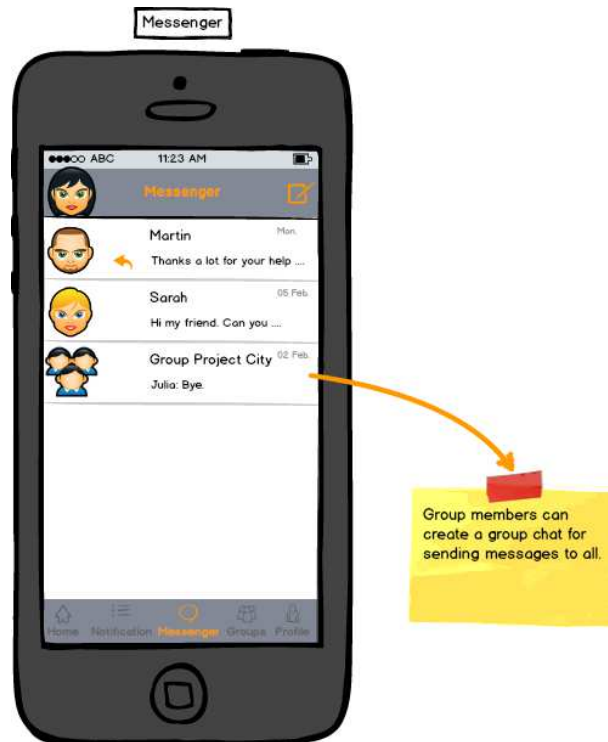 Messenger
ABC 11:23 AM
Messenger
Martin Mon.
Thanks a lot for your help ....
Sarah 05 Feb.
Hi my friend. Can you ....
Group Project City 02 Feb.
Julia: Bye.
Group members can
create a group chat for
sending messages to all.
Home Notification Messenger Groups Profile